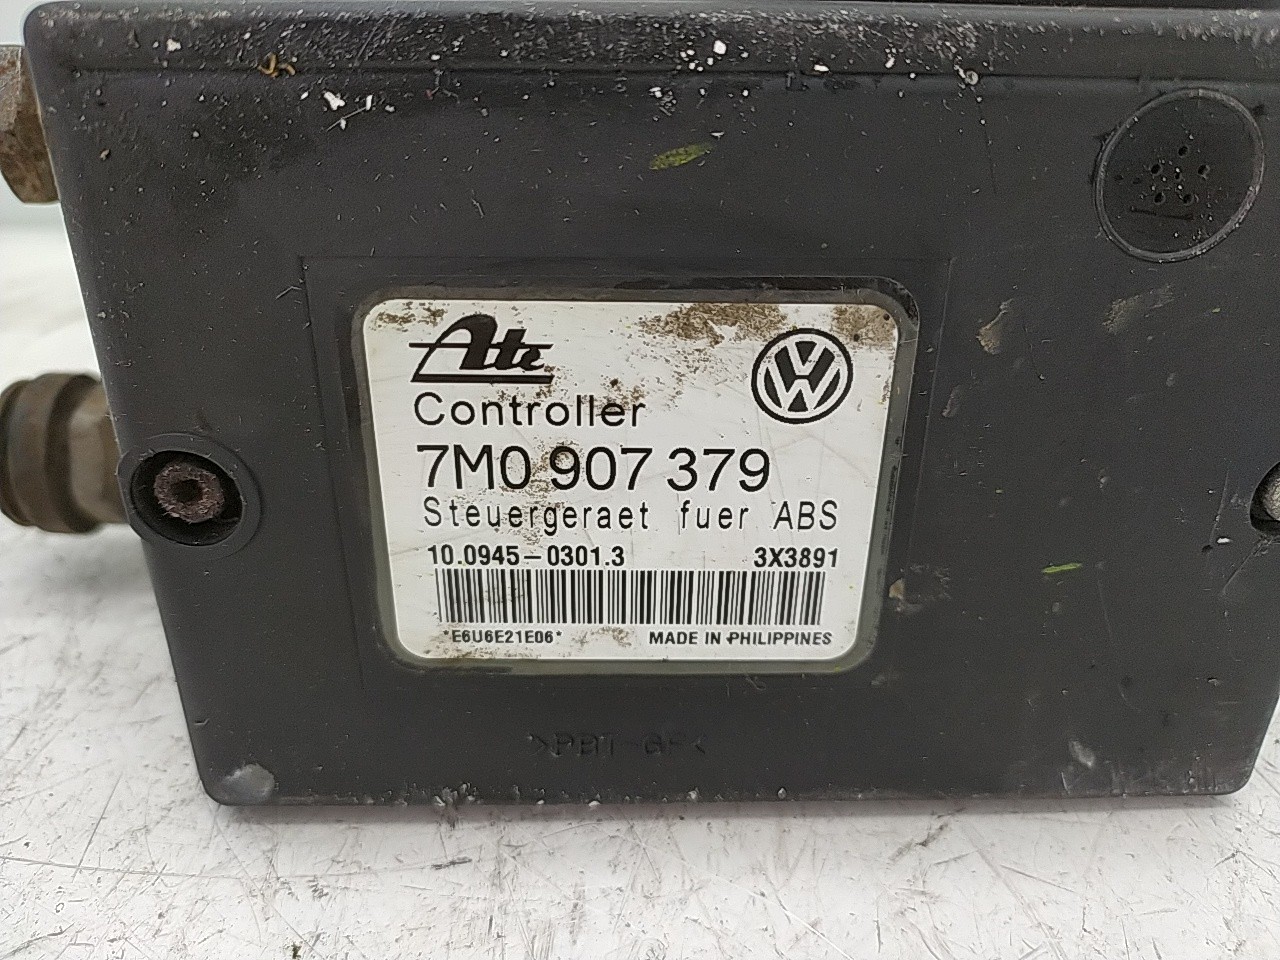 Ate
VW
Controller
7M0 907 379
Steuergeraet fuer ABS
10.0945-0301.3 3X3891
*E6U6E21E06* MADE IN PHILIPPINES
>PBT-GF<